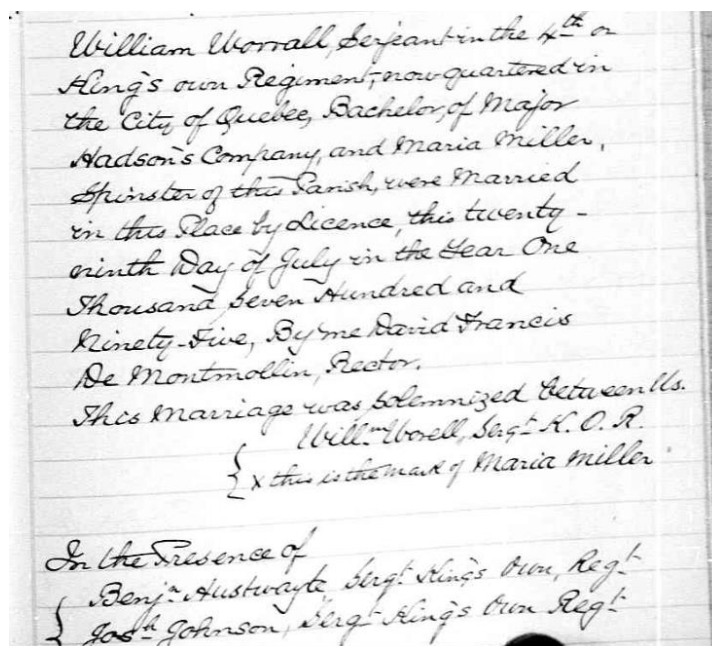 William Worrall, Serjeant in the 4th or
King's own Regiment, now quartered in
the City of Quebec, Bachelor, of Major
Hadson's Company, and Maria Miller,
Spinster of this Parish, were Married
in this Place by Licence, this twenty-
ninth Day of July in the Year One
Thousand Seven Hundred and
Ninety-Five, By me David Francis
De Montmollin, Rector.
This Marriage was solemnized between Us.
Willm Worell, Sergt K. O. R.
x this is the mark of Maria Miller
In the Presence of
Benjn Austwayte, Sergt King's Own, Regt
Josh Johnson, Sergt King's Own Regt